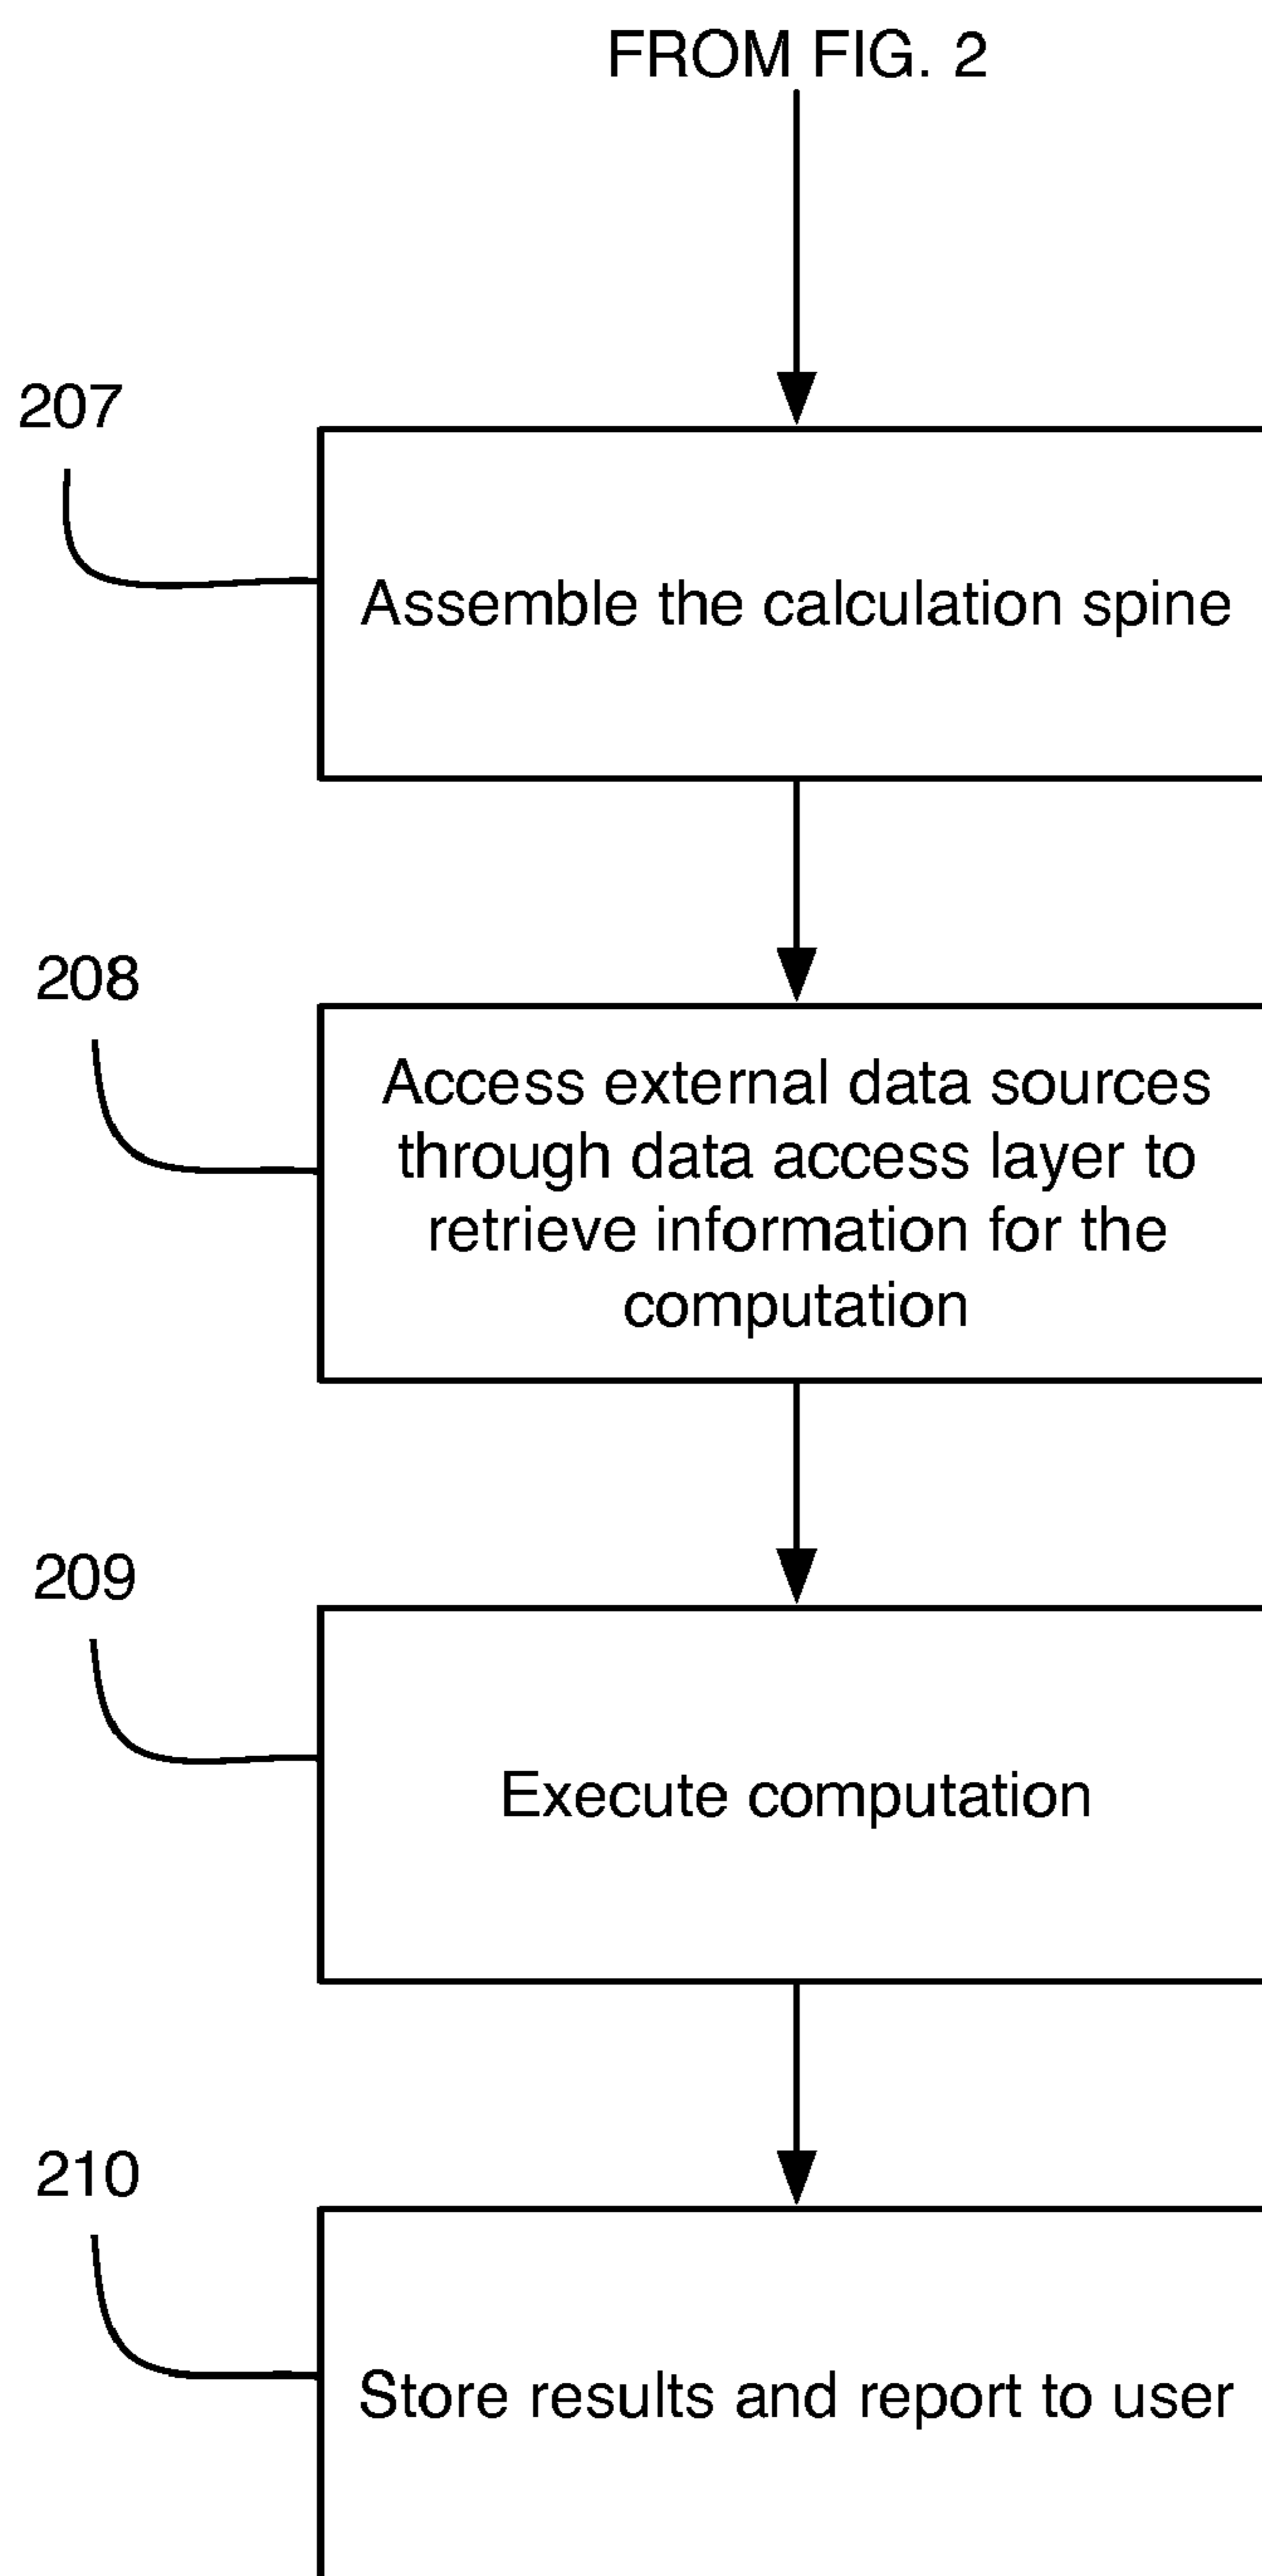 FROM FIG. 2
207
Assemble the calculation spine
208
Access external data sources
through data access layer to
retrieve information for the
computation
209
Execute computation
210
Store results and report to user